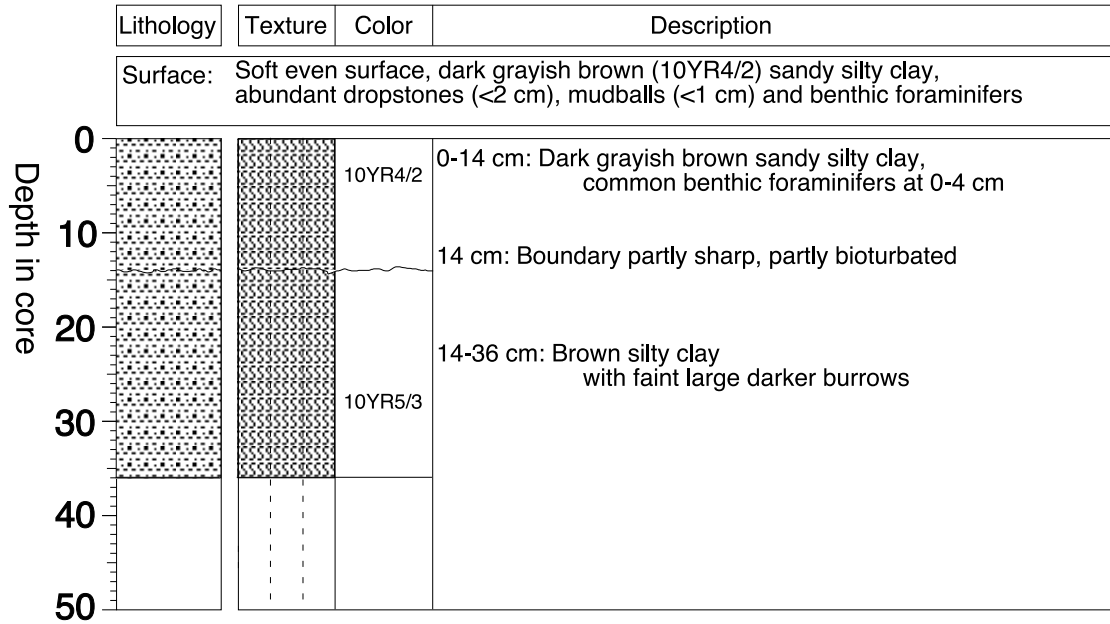 Lithology Texture Color Description
Surface: Soft even surface, dark grayish brown (10YR4/2) sandy silty clay,
abundant dropstones (<2 cm), mudballs (<1 cm) and benthic foraminifers
Depth in core
0
10
20
30
40
50
10YR4/2
10YR5/3
0-14 cm: Dark grayish brown sandy silty clay,
common benthic foraminifers at 0-4 cm
14 cm: Boundary partly sharp, partly bioturbated
14-36 cm: Brown silty clay
with faint large darker burrows